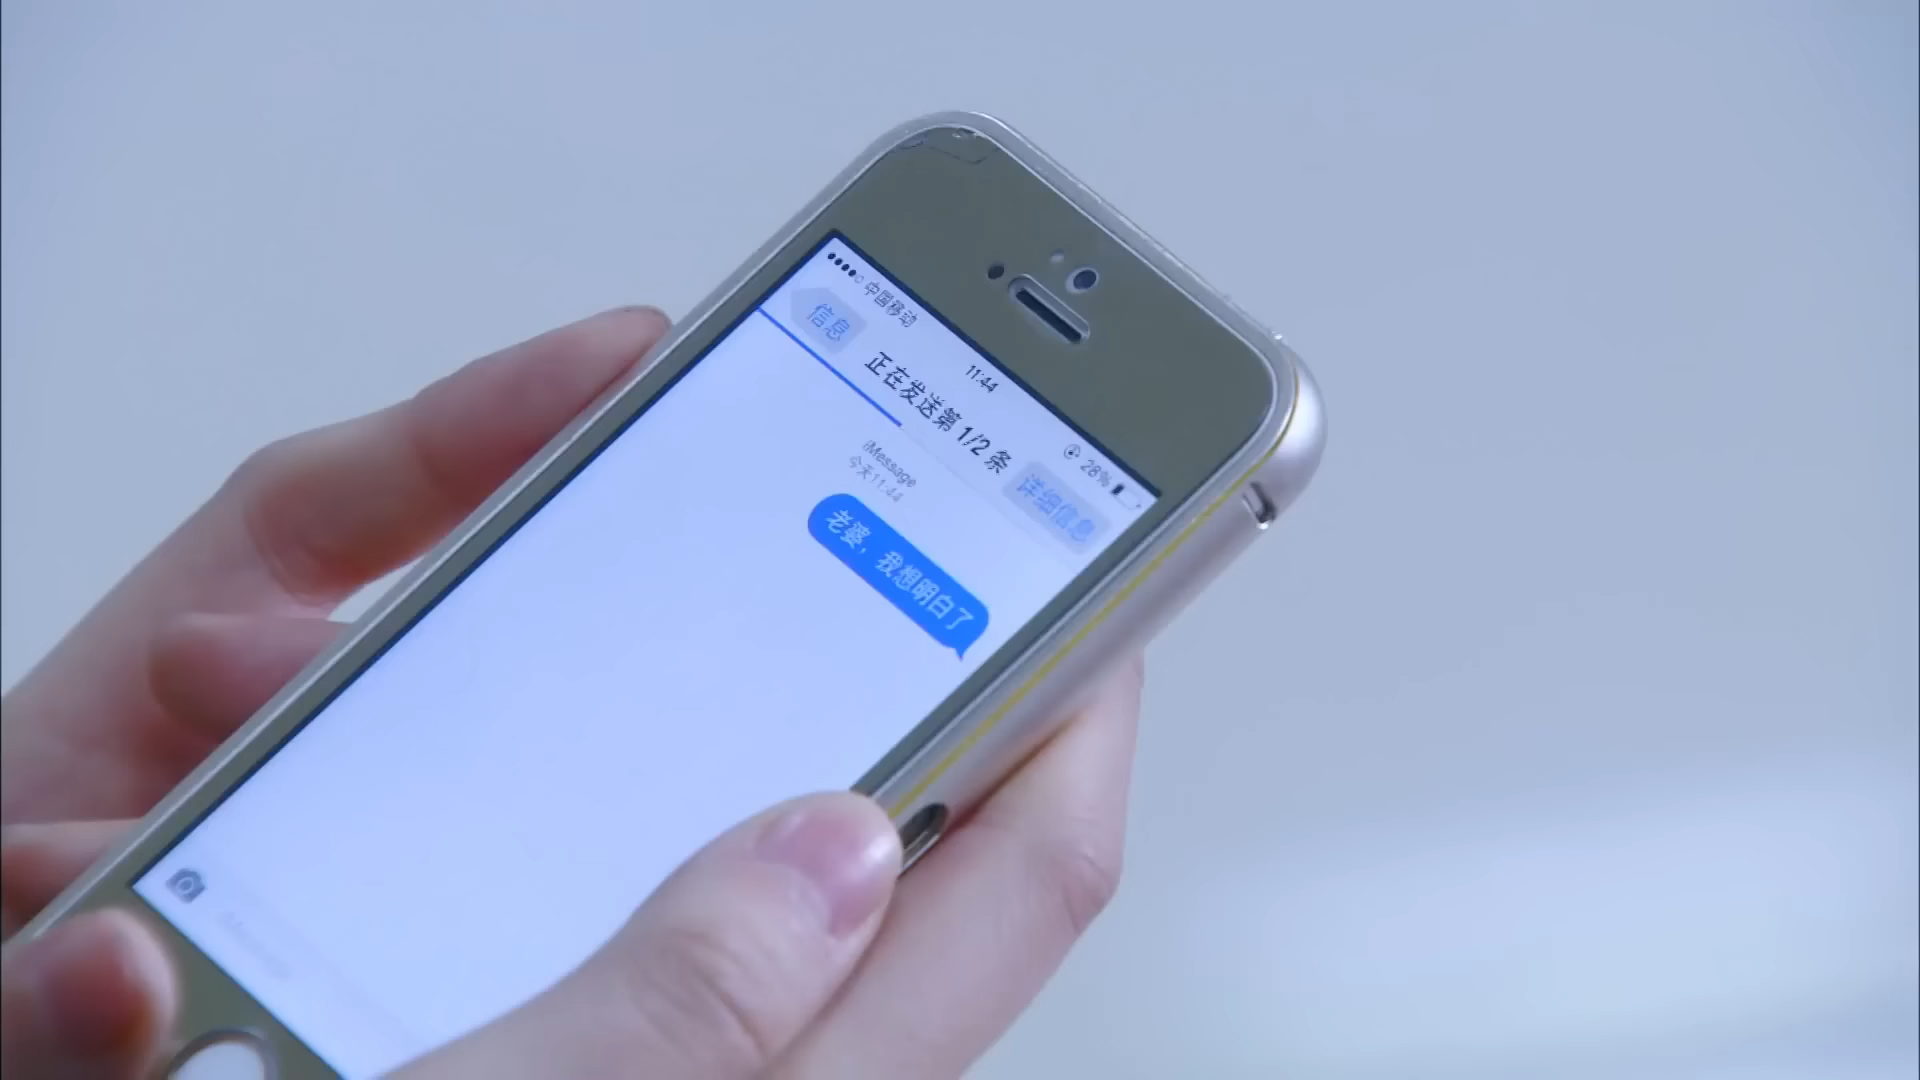 中国移动
11:44
28%
信息
正在发送第 1/2 条
详细信息
iMessage
今天11:44
老婆，我想明白了
iMessage